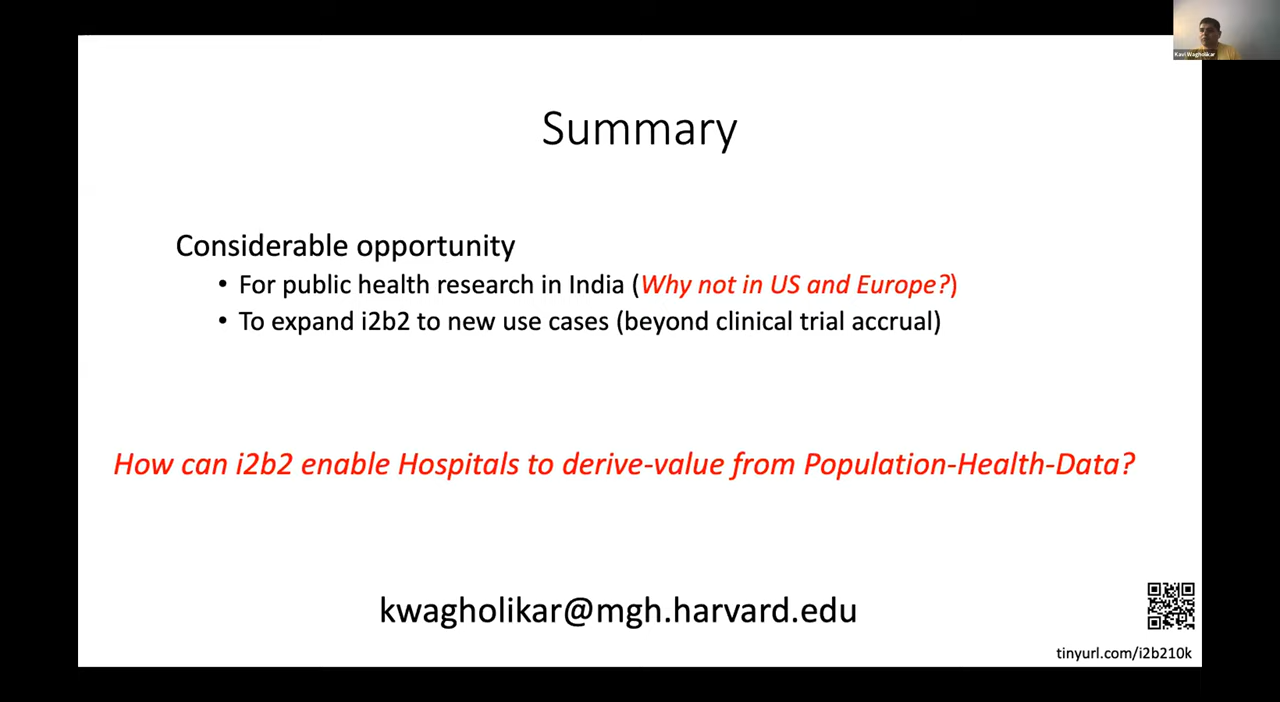 Kavi Wagholikar
Summary
Considerable opportunity
• For public health research in India (Why not in US and Europe?)
• To expand i2b2 to new use cases (beyond clinical trial accrual)
How can i2b2 enable Hospitals to derive-value from Population-Health-Data?
kwagholikar@mgh.harvard.edu
tinyurl.com/i2b210k